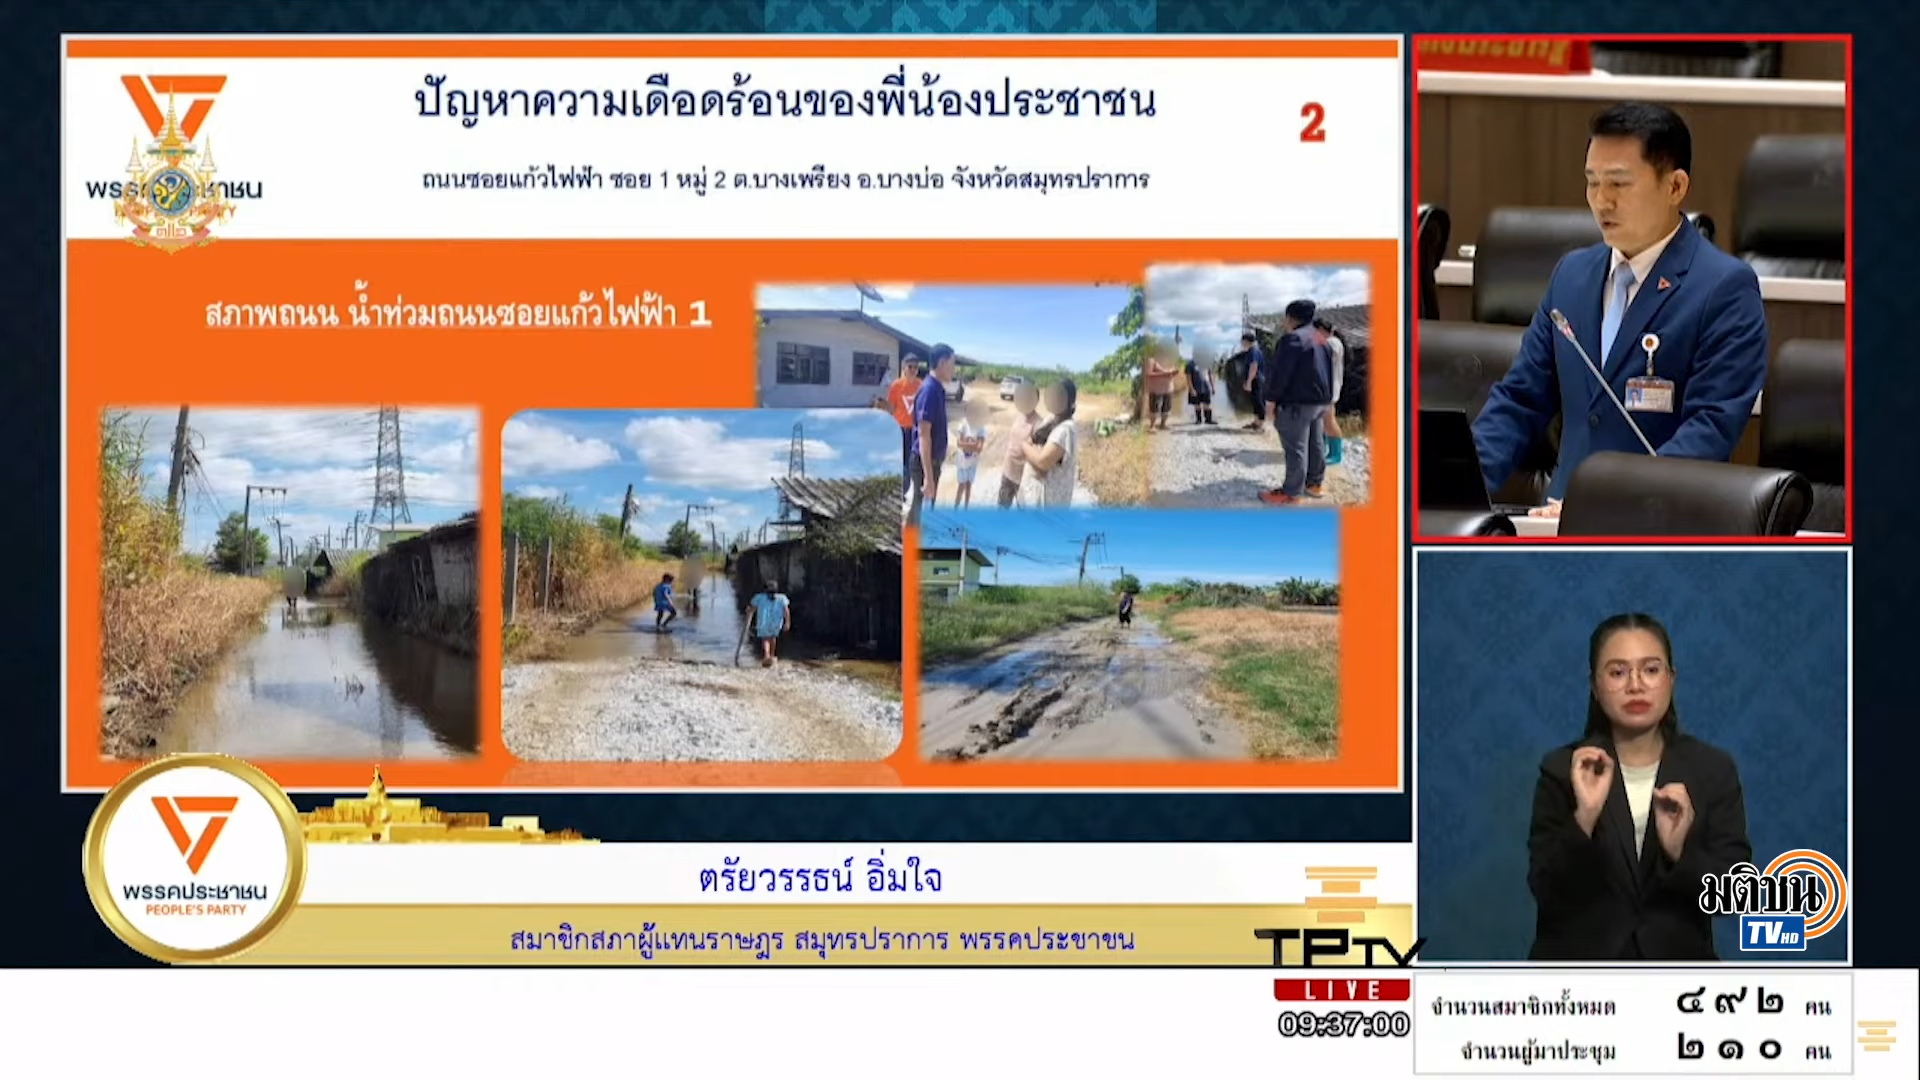 ปัญหาความเดือดร้อนของพี่น้องประชาชน
2
ถนนซอยแก้วไฟฟ้า ซอย 1 หมู่ 2 ต.บางเพรียง อ.บางบ่อ จังหวัดสมุทรปราการ
สภาพถนน น้ำท่วมถนนซอยแก้วไฟฟ้า 1
พรรคประชาชน
PEOPLE'S PARTY
ตรัยวรรธน์ อิ่มใจ
สมาชิกสภาผู้แทนราษฎร สมุทรปราการ พรรคประชาชน
TPTV
LIVE
09:37:00
มติชน
TV HD
จำนวนสมาชิกทั้งหมด ๔๙๒ คน
จำนวนผู้มาประชุม ๒๑๐ คน